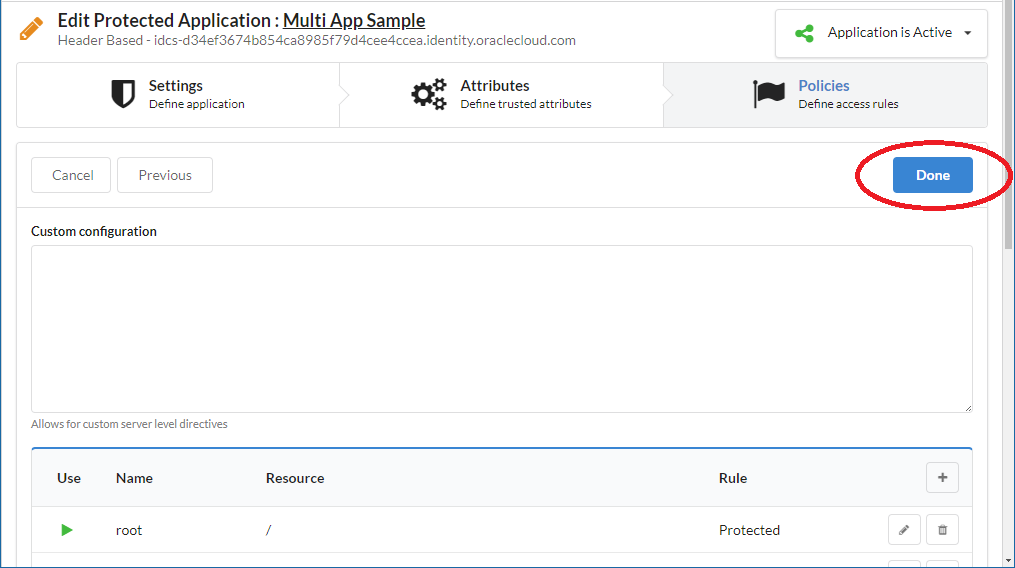 Edit Protected Application : Multi App Sample
Header Based - idcs-d34ef3674b854ca8985f79d4cee4ccea.identity.oraclecloud.com
Application is Active
Settings
Define application
Attributes
Define trusted attributes
Policies
Define access rules
Cancel Previous Done
Custom configuration
Allows for custom server level directives
Use Name Resource Rule +
root / Protected